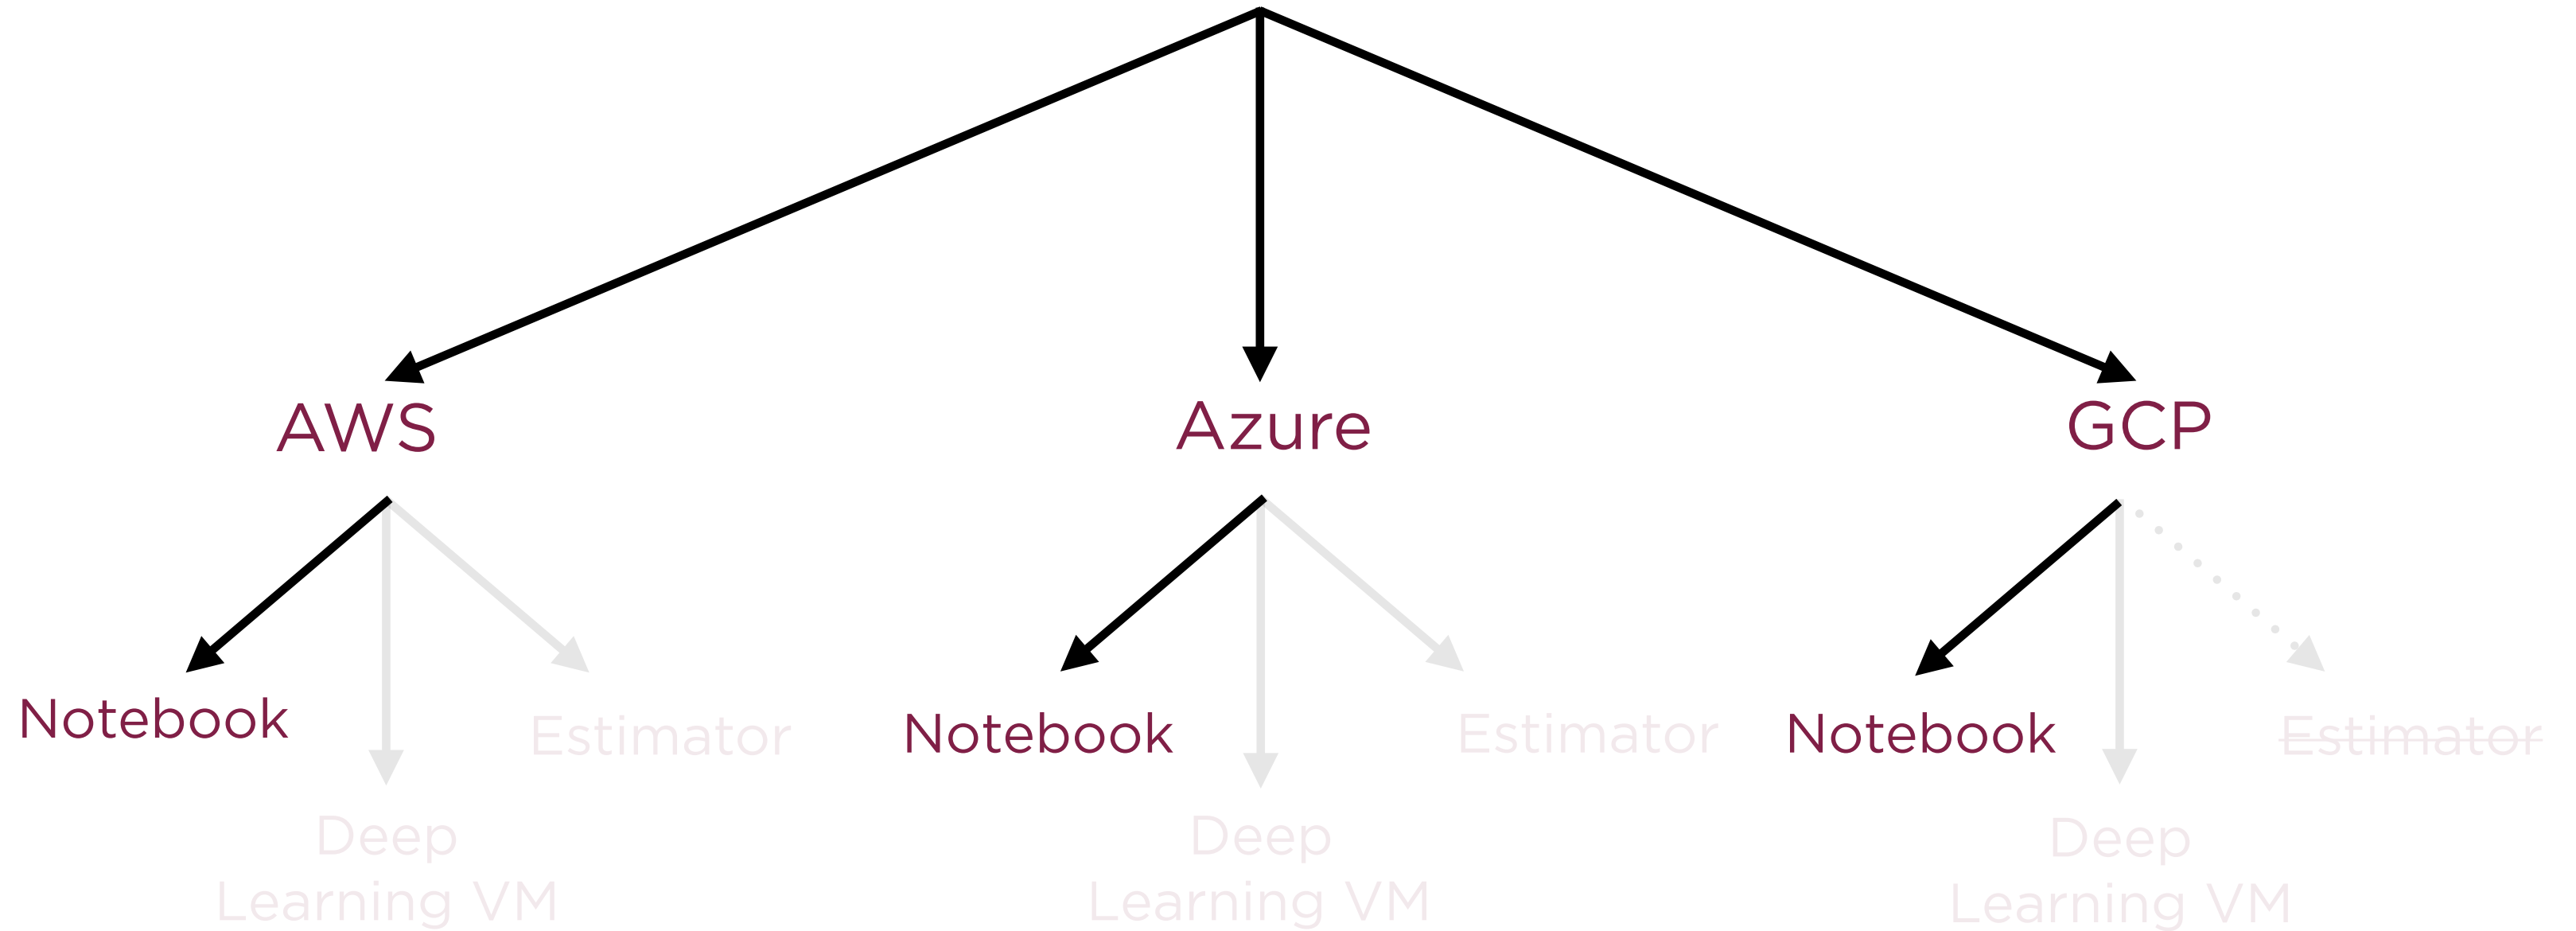 AWS
Azure
GCP
Notebook
Estimator
Deep
Learning VM
Notebook
Estimator
Deep
Learning VM
Notebook
Estimator
Deep
Learning VM